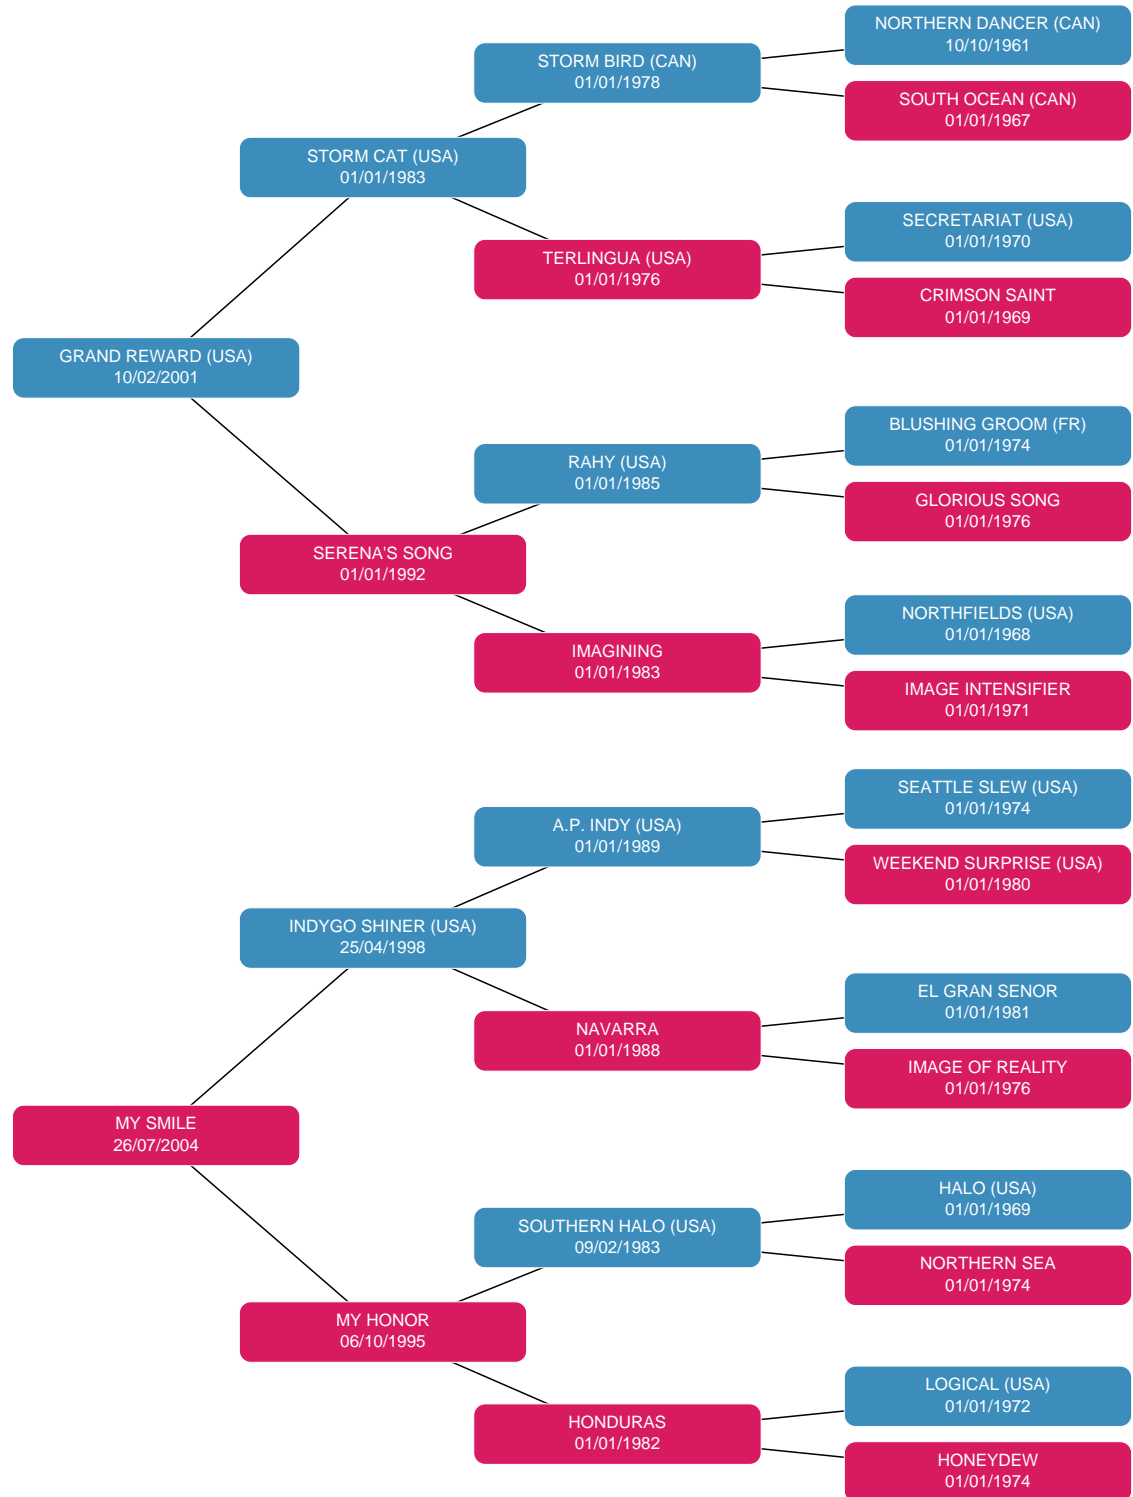 NORTHERN DANCER (CAN)
10/10/1961
STORM BIRD (CAN)
01/01/1978
SOUTH OCEAN (CAN)
01/01/1967
STORM CAT (USA)
01/01/1983
SECRETARIAT (USA)
01/01/1970
TERLINGUA (USA)
01/01/1976
CRIMSON SAINT
01/01/1969
GRAND REWARD (USA)
10/02/2001
BLUSHING GROOM (FR)
01/01/1974
RAHY (USA)
01/01/1985
GLORIOUS SONG
01/01/1976
SERENA'S SONG
01/01/1992
NORTHFIELDS (USA)
01/01/1968
IMAGINING
01/01/1983
IMAGE INTENSIFIER
01/01/1971
SEATTLE SLEW (USA)
01/01/1974
A.P. INDY (USA)
01/01/1989
WEEKEND SURPRISE (USA)
01/01/1980
INDYGO SHINER (USA)
25/04/1998
EL GRAN SENOR
01/01/1981
NAVARRA
01/01/1988
IMAGE OF REALITY
01/01/1976
MY SMILE
26/07/2004
HALO (USA)
01/01/1969
SOUTHERN HALO (USA)
09/02/1983
NORTHERN SEA
01/01/1974
MY HONOR
06/10/1995
LOGICAL (USA)
01/01/1972
HONDURAS
01/01/1982
HONEYDEW
01/01/1974